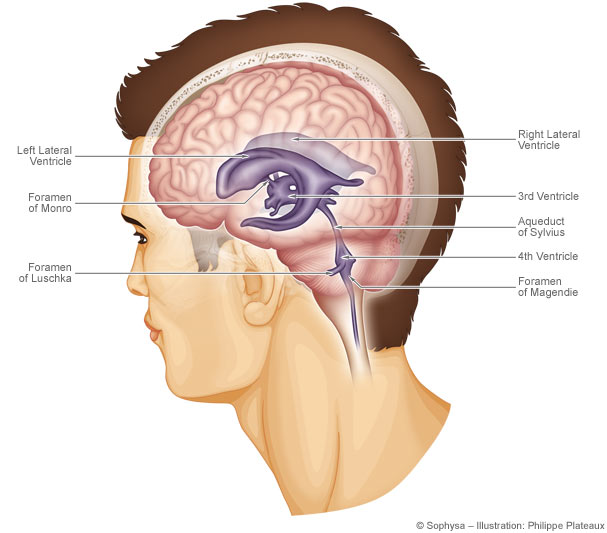 Left Lateral
Ventricle
Foramen
of Monro
Foramen
of Luschka
Right Lateral
Ventricle
3rd Ventricle
Aqueduct
of Sylvius
4th Ventricle
Foramen
of Magendie
© Sophysa – Illustration: Philippe Plateaux